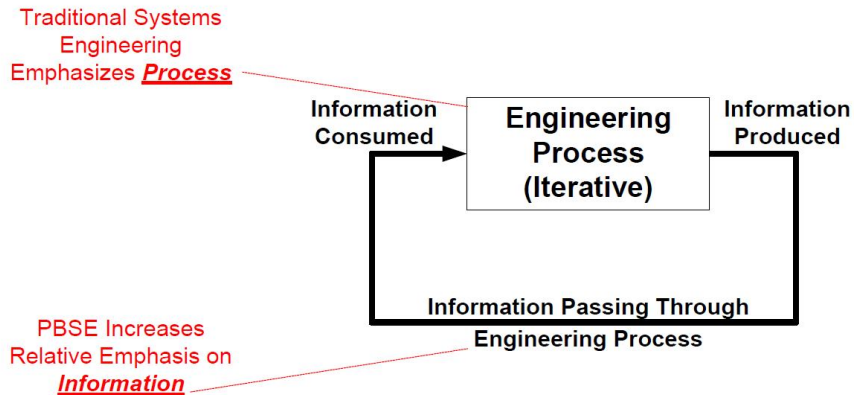 Traditional Systems
Engineering
Emphasizes Process
Information
Consumed
Engineering
Process
(Iterative)
Information
Produced
Information Passing Through
Engineering Process
PBSE Increases
Relative Emphasis on
Information